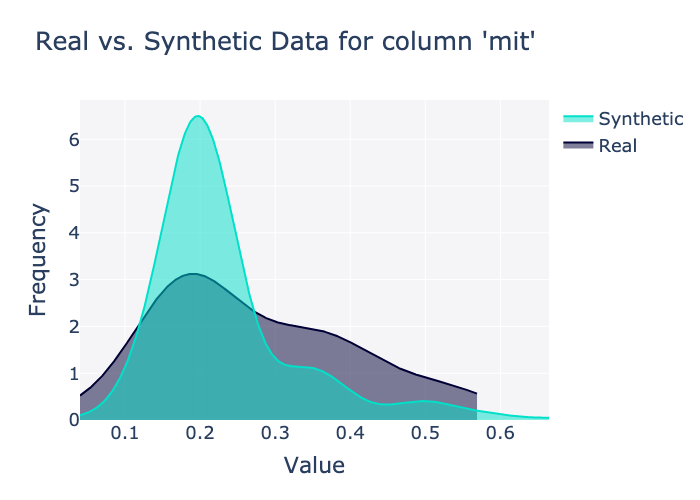 Real vs. Synthetic Data for column 'mit'
Synthetic
Real
Frequency
6
5
4
3
2
1
0
0.1 0.2 0.3 0.4 0.5 0.6
Value